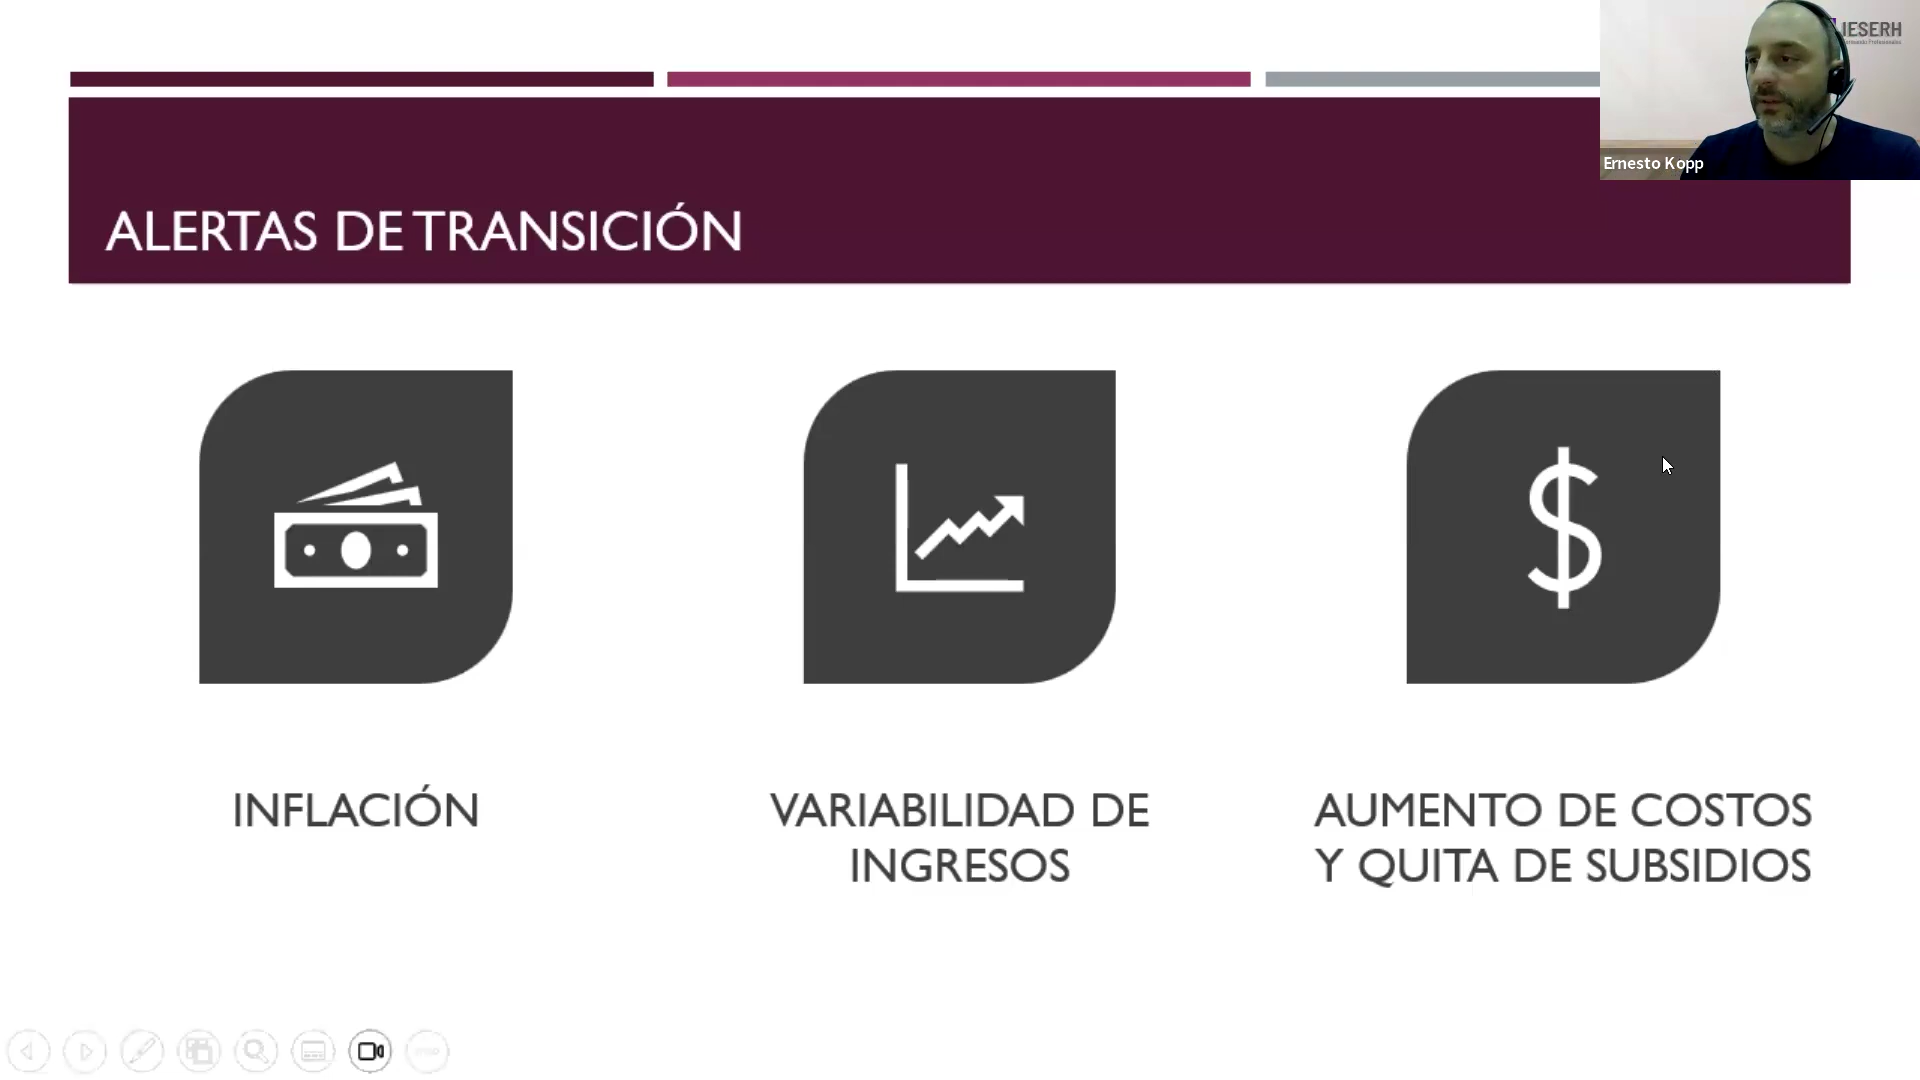 IESERH
Ernesto Kopp
ALERTAS DE TRANSICIÓN
$
INFLACIÓN
VARIABILIDAD DE
INGRESOS
AUMENTO DE COSTOS
Y QUITA DE SUBSIDIOS